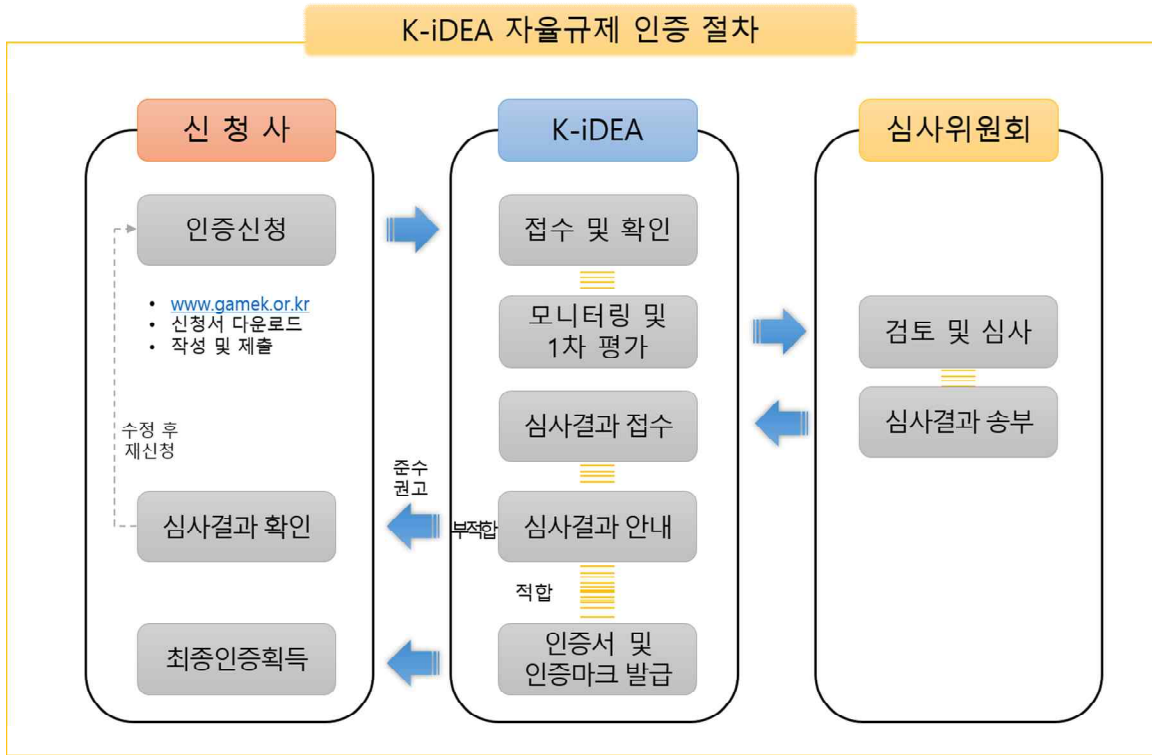 K-iDEA 자율규제 인증 절차
신 청 사
K-iDEA
심사위원회
인증신청
접수 및 확인
• www.gamek.or.kr
• 신청서 다운로드
• 작성 및 제출
모니터링 및
1차 평가
검토 및 심사
심사결과 접수
심사결과 송부
수정 후
재신청
준수
권고
심사결과 확인
부적합
심사결과 안내
적합
최종인증획득
인증서 및
인증마크 발급